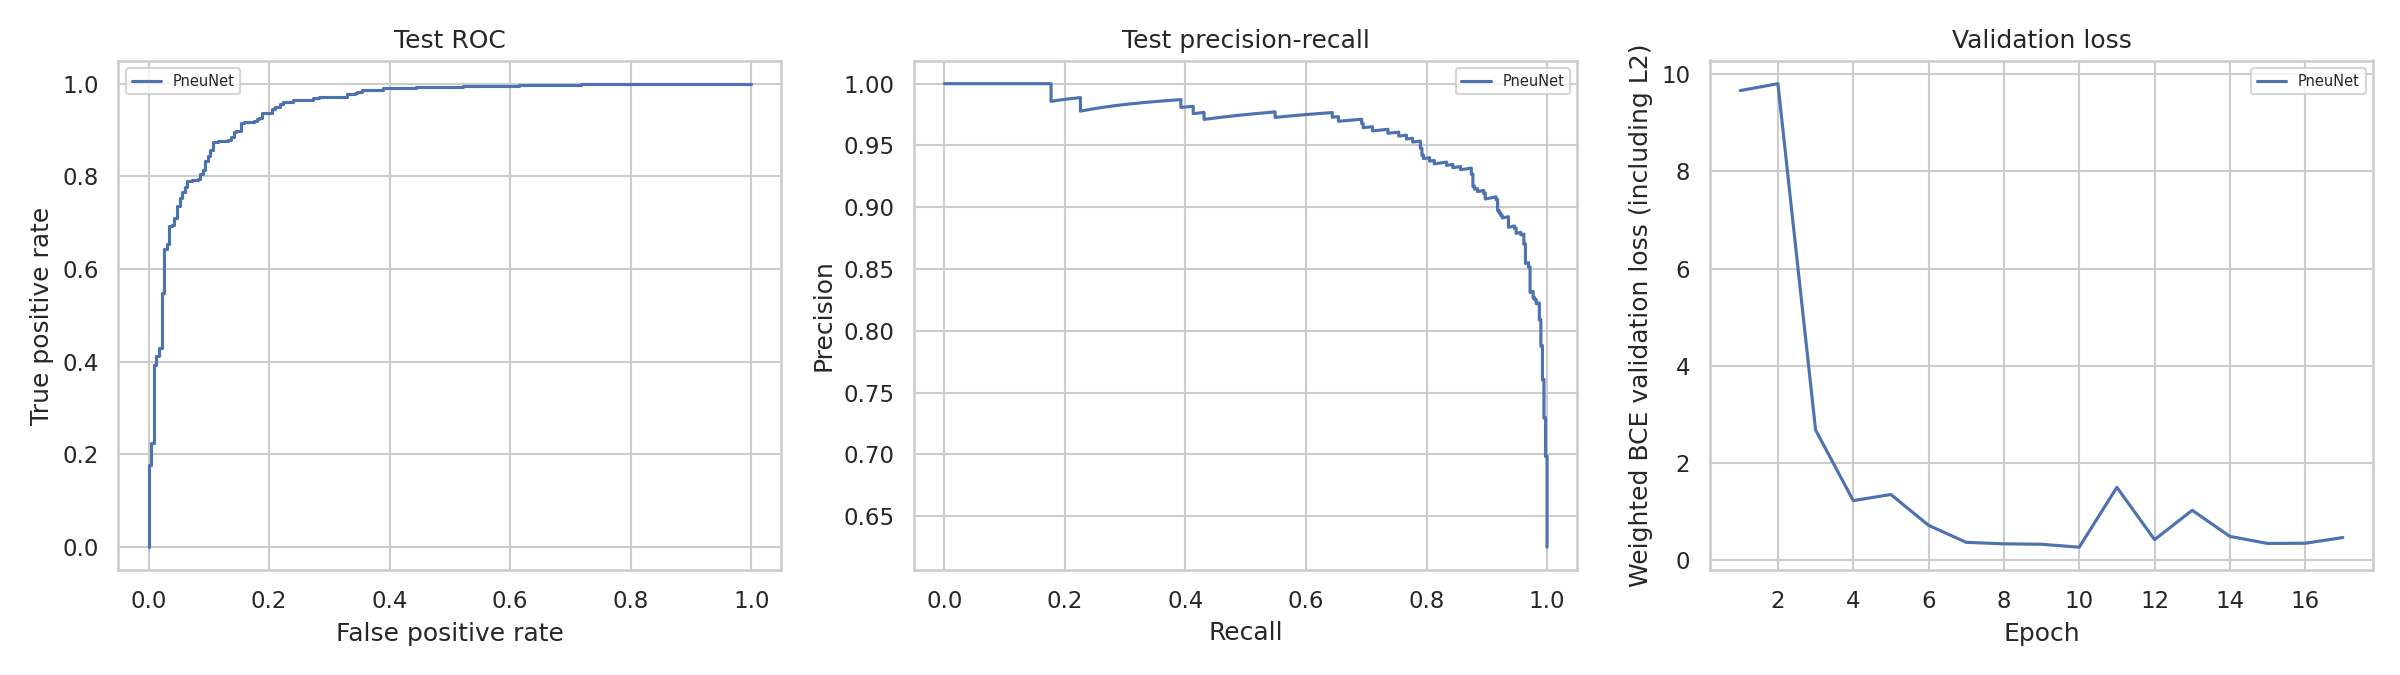 Test ROC
PneuNet
1.0
0.8
0.6
0.4
0.2
0.0
True positive rate
0.0 0.2 0.4 0.6 0.8 1.0
False positive rate
Test precision-recall
PneuNet
1.00
0.95
0.90
0.85
0.80
0.75
0.70
0.65
Precision
0.0 0.2 0.4 0.6 0.8 1.0
Recall
Validation loss
PneuNet
10
8
6
4
2
0
Weighted BCE validation loss (including L2)
2 4 6 8 10 12 14 16
Epoch